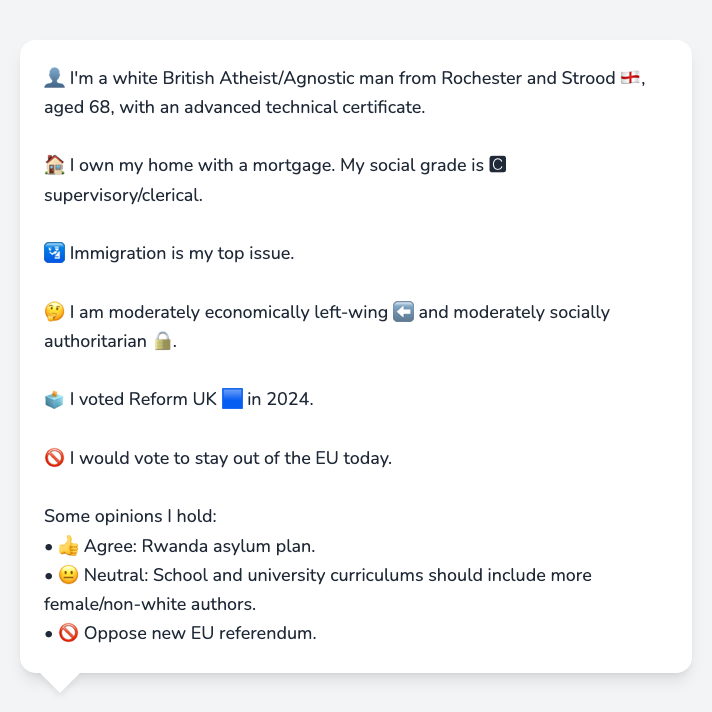 👤 I'm a white British Atheist/Agnostic man from Rochester and Strood 🏴󠁧󠁢󠁥󠁮󠁧󠁿,
aged 68, with an advanced technical certificate.
🏠 I own my home with a mortgage. My social grade is 🅲
supervisory/clerical.
🛂 Immigration is my top issue.
🤔 I am moderately economically left-wing ⬅️ and moderately socially
authoritarian 🔒.
🗳️ I voted Reform UK 🟦 in 2024.
🚫 I would vote to stay out of the EU today.
Some opinions I hold:
• 👍 Agree: Rwanda asylum plan.
• 😐 Neutral: School and university curriculums should include more
female/non-white authors.
• 🚫 Oppose new EU referendum.